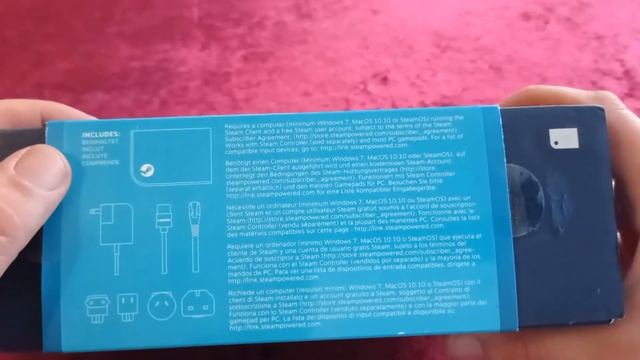 INCLUDES:
BEINHALTET
INCLUT
INCLUYE
COMPRENDE
Requires a computer (minimum Windows 7, MacOS 10.10 or SteamOS) running the
Steam Client and a free Steam user account, subject to the terms of the Steam
Subscriber Agreement; (http://store.steampowered.com/subscriber_agreement).
Works with Steam Controller (sold separately) and most PC gamepads. For a list of
compatible input devices, go to: http://link.steampowered.com
Benötigt einen Computer (Minimum Windows 7, MacOS 10.10 oder SteamOS), auf
dem der Steam-Client ausgeführt wird und einen kostenlosen Steam Account.
Unterliegt den Bedingungen des Steam-Nutzungsvertrages (http://store.
steampowered.com/subscriber_agreement). Funktioniert mit Steam Controller
(separat erhältlich) und den meisten Gamepads für PC. Besuchen Sie bitte
http://link.steampowered.com für eine Liste kompatibler Eingabegeräte.
Nécessite un ordinateur (minimum Windows 7, MacOS 10.10 ou SteamOS) avec un
client Steam et un compte utilisateur Steam gratuit soumis à l'accord de souscription
Steam (http://store.steampowered.com/subscriber_agreement). Fonctionne avec le
Steam Controller (vendu séparément) et la plupart des manettes PC. Consultez la liste
des matériels compatibles sur cette page : http://link.steampowered.com
Requiere un ordenador (mínimo Windows 7, MacOS 10.10 o SteamOS) que ejecuta el
cliente de Steam y una cuenta de usuario gratis Steam, sujeto a los términos del
Acuerdo de suscriptor a Steam (http://store.steampowered.com/subscriber_agree-
ment). Funciona con el Steam Controller (vendidos por separado) y la mayoría de los
mandos de PC. Para ver una lista de dispositivos de entrada compatibles, dirígete a
http://link.steampowered.com.
Richiede un computer (requisiti minimi: Windows 7, MacOS 10.10 o SteamOS) con il
client di Steam installato e un account gratuito a Steam, soggetto al Contratto di
sottoscrizione a Steam (http://store.steampowered.com/subscriber_agreement).
Funziona con lo Steam Controller (venduto separatamente) e con la maggior parte dei
gamepad per PC. La lista dei dispositivi di input compatibili è disponibile su
http://link.steampowered.com.